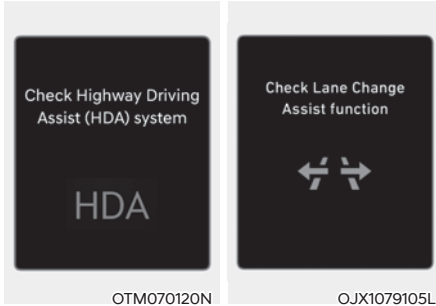 Check Highway Driving
Assist (HDA) system
HDA
OTM070120N
Check Lane Change
Assist function
OJX1079105L